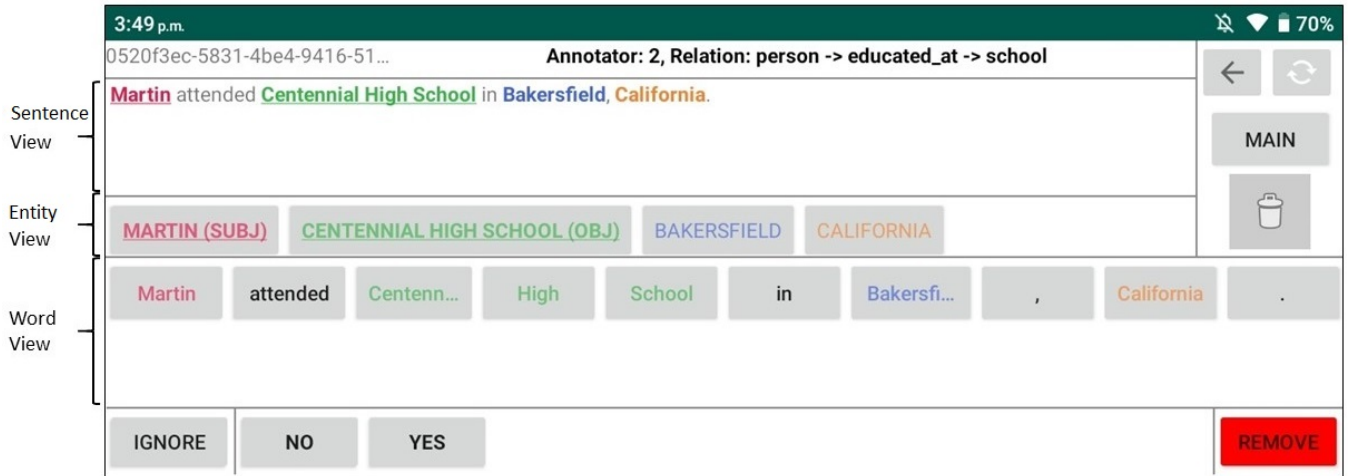 3:49 p.m. 70%
0520f3ec-5831-4be4-9416-51... Annotator: 2, Relation: person -> educated_at -> school
Sentence View
Martin attended Centennial High School in Bakersfield, California.
MAIN
Entity View
MARTIN (SUBJ) CENTENNIAL HIGH SCHOOL (OBJ) BAKERSFIELD CALIFORNIA
Word View
Martin attended Centenn... High School in Bakersfi... , California .
IGNORE NO YES REMOVE